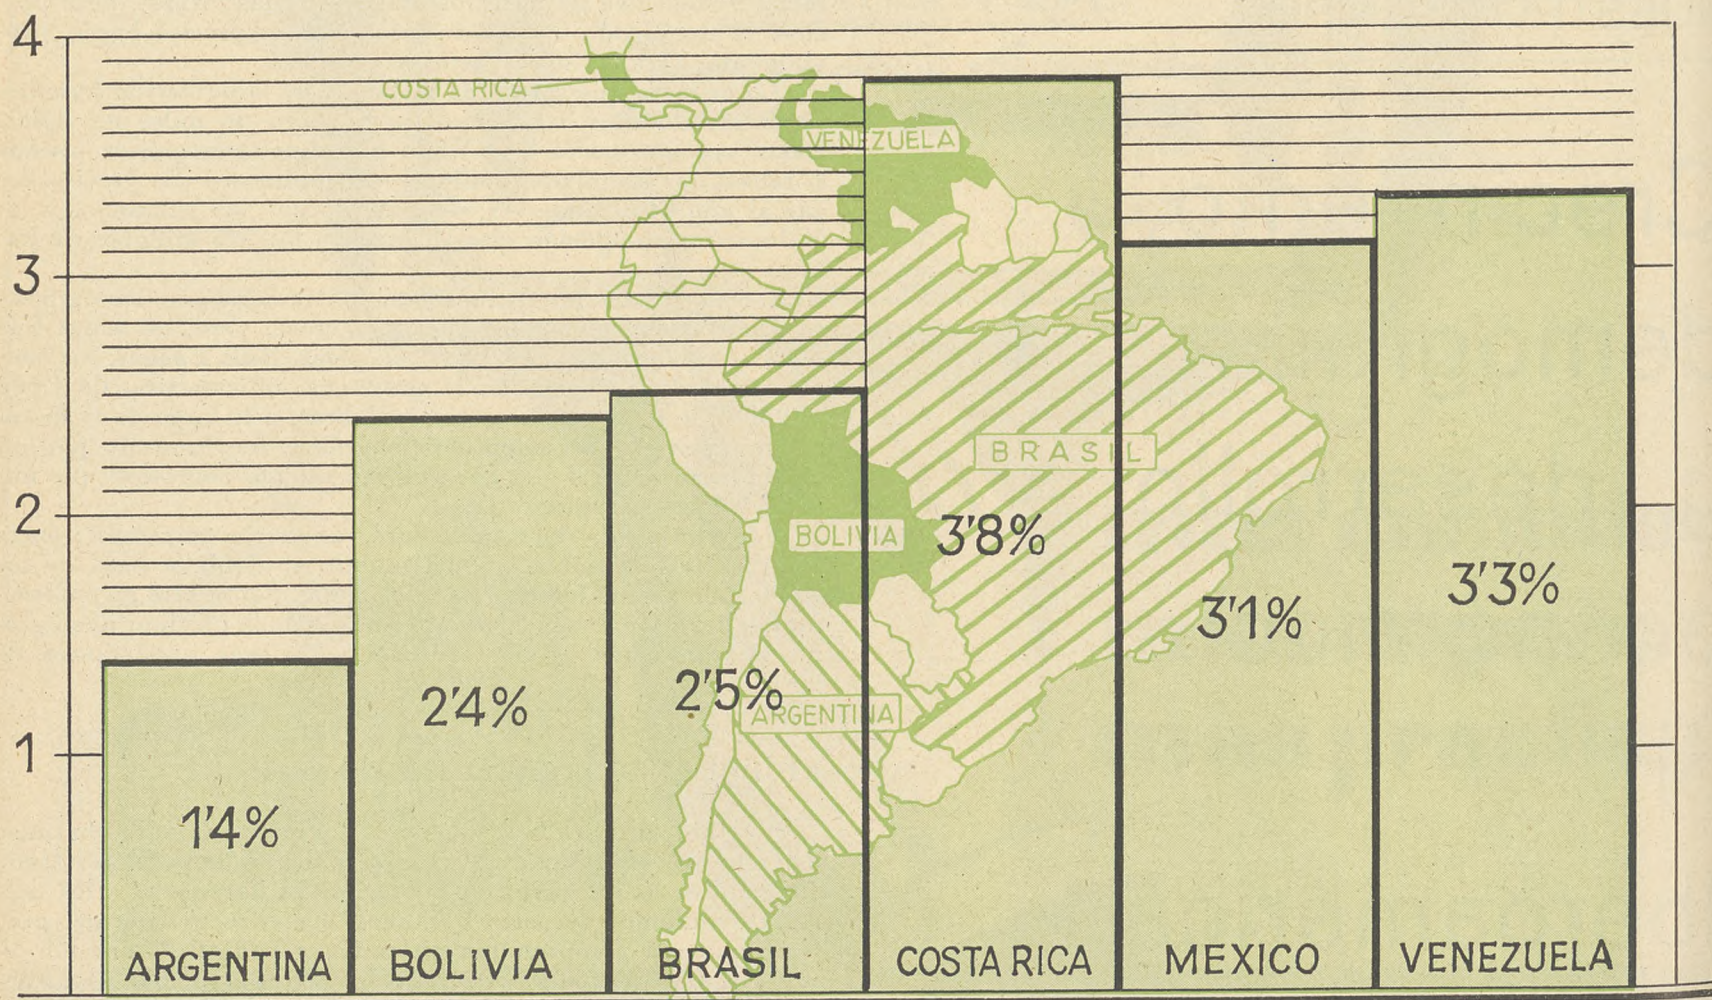 4
3
2
1
COSTA RICA
VENEZUELA
BRASIL
BOLIVIA
ARGENTINA
1'4%
2'4%
2'5%
3'8%
3'1%
3'3%
ARGENTINA
BOLIVIA
BRASIL
COSTA RICA
MEXICO
VENEZUELA